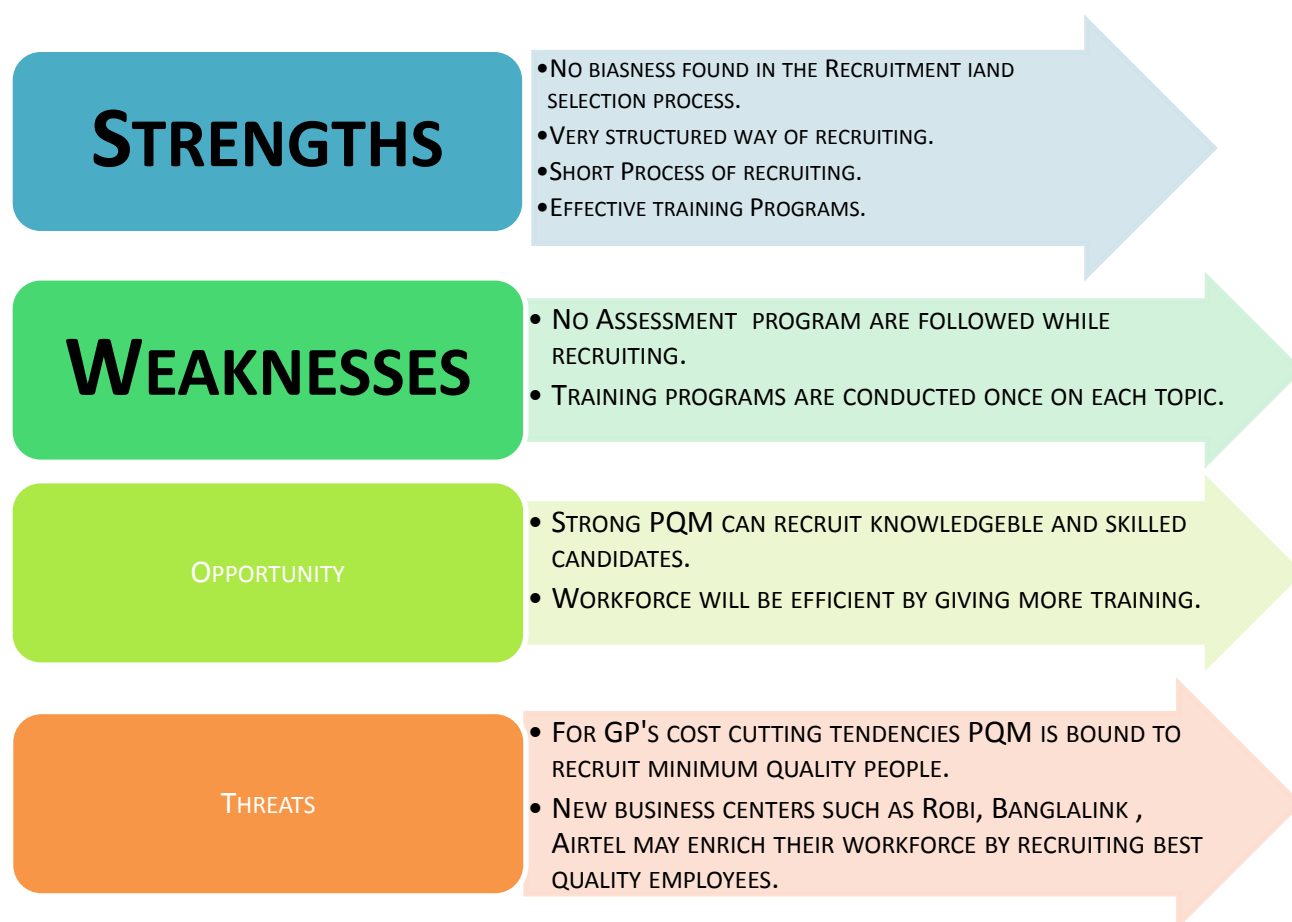 STRENGTHS
•NO BIASNESS FOUND IN THE RECRUITMENT IAND
SELECTION PROCESS.
•VERY STRUCTURED WAY OF RECRUITING.
•SHORT PROCESS OF RECRUITING.
•EFFECTIVE TRAINING PROGRAMS.
WEAKNESSES
• NO ASSESSMENT PROGRAM ARE FOLLOWED WHILE
RECRUITING.
• TRAINING PROGRAMS ARE CONDUCTED ONCE ON EACH TOPIC.
OPPORTUNITY
• STRONG PQM CAN RECRUIT KNOWLEDGEBLE AND SKILLED
CANDIDATES.
• WORKFORCE WILL BE EFFICIENT BY GIVING MORE TRAINING.
THREATS
• FOR GP'S COST CUTTING TENDENCIES PQM IS BOUND TO
RECRUIT MINIMUM QUALITY PEOPLE.
• NEW BUSINESS CENTERS SUCH AS ROBI, BANGLALINK ,
AIRTEL MAY ENRICH THEIR WORKFORCE BY RECRUITING BEST
QUALITY EMPLOYEES.